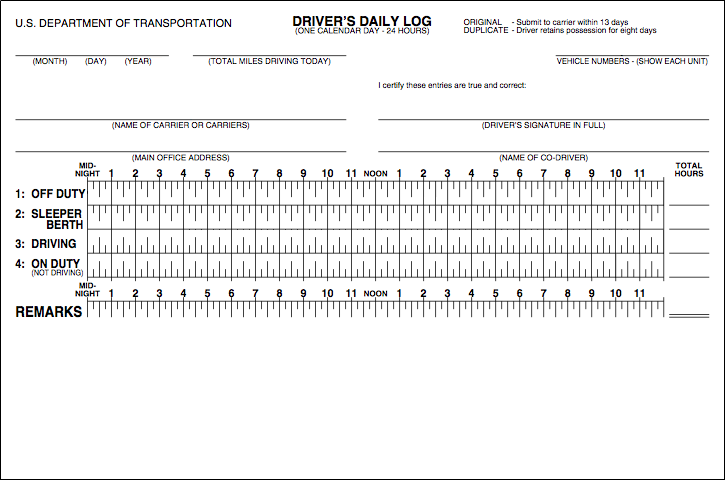 U.S. DEPARTMENT OF TRANSPORTATION
DRIVER'S DAILY LOG
(ONE CALENDAR DAY - 24 HOURS)
ORIGINAL - Submit to carrier within 13 days
DUPLICATE - Driver retains possession for eight days
(MONTH) (DAY) (YEAR)
(TOTAL MILES DRIVING TODAY)
VEHICLE NUMBERS - (SHOW EACH UNIT)
I certify these entries are true and correct:
(NAME OF CARRIER OR CARRIERS)
(DRIVER'S SIGNATURE IN FULL)
(MAIN OFFICE ADDRESS)
(NAME OF CO-DRIVER)
MID-
NIGHT 1 2 3 4 5 6 7 8 9 10 11 NOON 1 2 3 4 5 6 7 8 9 10 11
TOTAL
HOURS
1: OFF DUTY
2: SLEEPER
BERTH
3: DRIVING
4: ON DUTY
(NOT DRIVING)
MID-
NIGHT 1 2 3 4 5 6 7 8 9 10 11 NOON 1 2 3 4 5 6 7 8 9 10 11
REMARKS